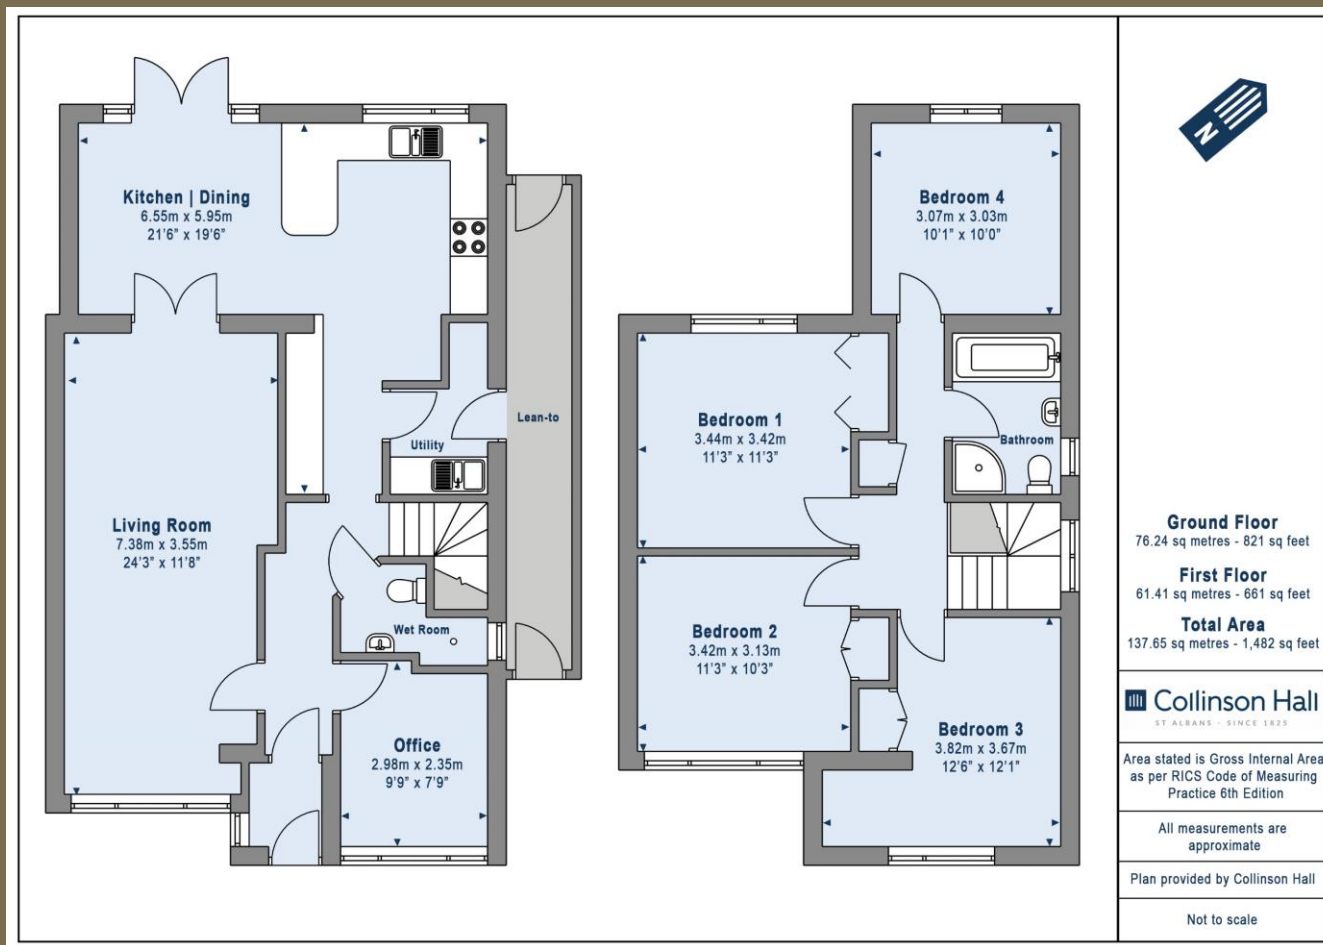 Kitchen | Dining
6.55m x 5.95m
21'6" x 19'6"
Living Room
7.38m x 3.55m
24'3" x 11'8"
Utility
Lean-to
Wet Room
Office
2.98m x 2.35m
9'9" x 7'9"
Bedroom 4
3.07m x 3.03m
10'1" x 10'0"
Bedroom 1
3.44m x 3.42m
11'3" x 11'3"
Bathroom
Bedroom 2
3.42m x 3.13m
11'3" x 10'3"
Bedroom 3
3.82m x 3.67m
12'6" x 12'1"
N
Ground Floor
76.24 sq metres - 821 sq feet
First Floor
61.41 sq metres - 661 sq feet
Total Area
137.65 sq metres - 1,482 sq feet
Collinson Hall
ST ALBANS - SINCE 1825
Area stated is Gross Internal Area
as per RICS Code of Measuring
Practice 6th Edition
All measurements are
approximate
Plan provided by Collinson Hall
Not to scale